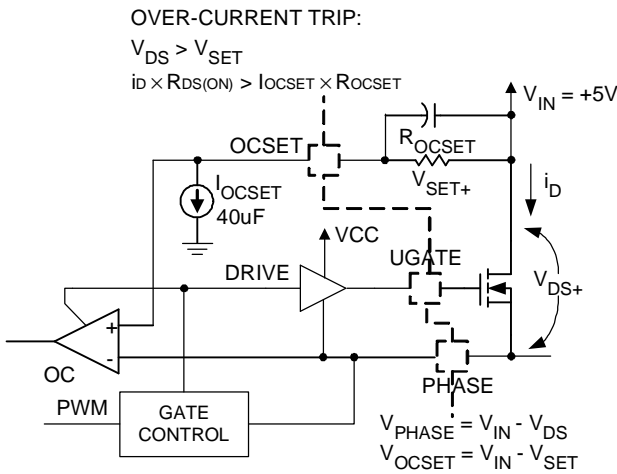 OVER-CURRENT TRIP:
VDS > VSET
iD × RDS(ON) > IOCSET × ROCSET
VIN = +5V
OCSET
ROCSET
VSET+
iD
IOCSET
40uF
VCC
DRIVE
UGATE
VDS+
+
-
OC
PHASE
PWM
GATE
CONTROL
VPHASE = VIN - VDS
VOCSET = VIN - VSET